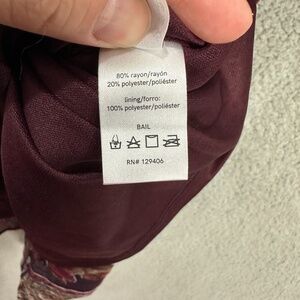 80% rayon/rayón
20% polyester/poliéster
lining/forro:
100% polyester/poliéster
BAIL
RN# 129406